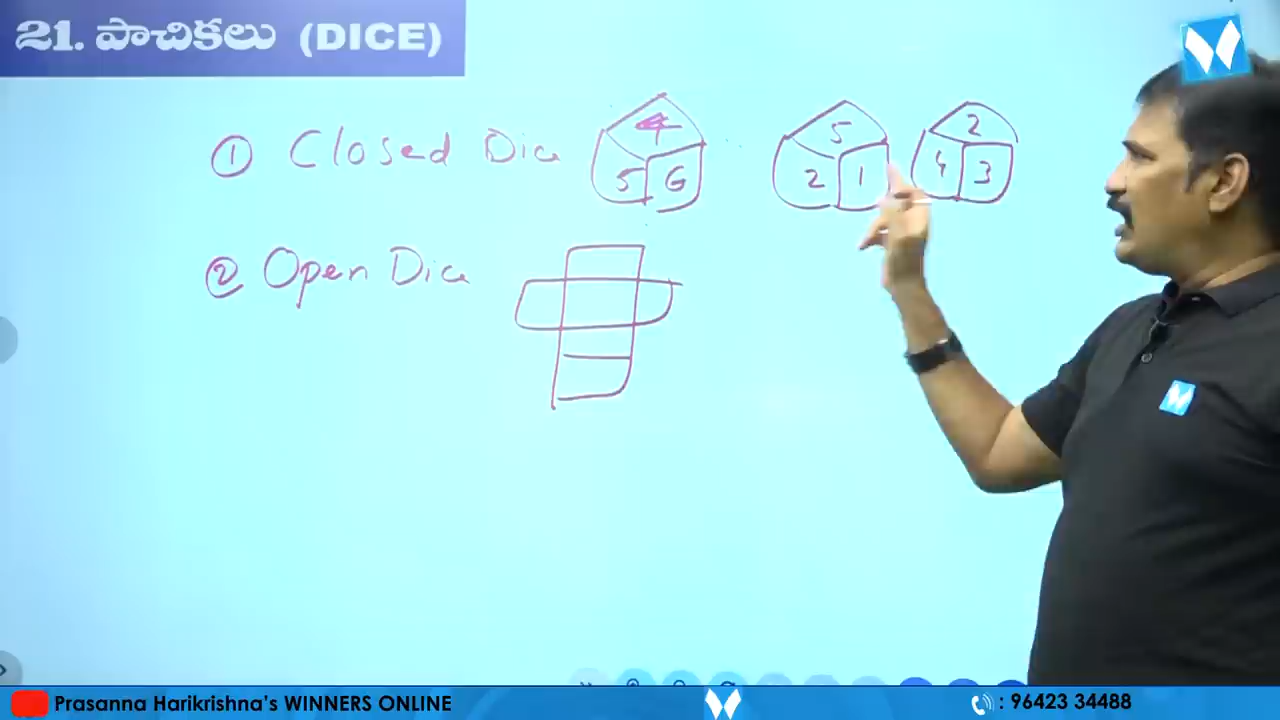 21. పాచికలు (DICE)
① Closed Dice
4
5 6
5
2 1
2
4 3
② Open Dice
Prasanna Harikrishna's WINNERS ONLINE
: 96423 34488